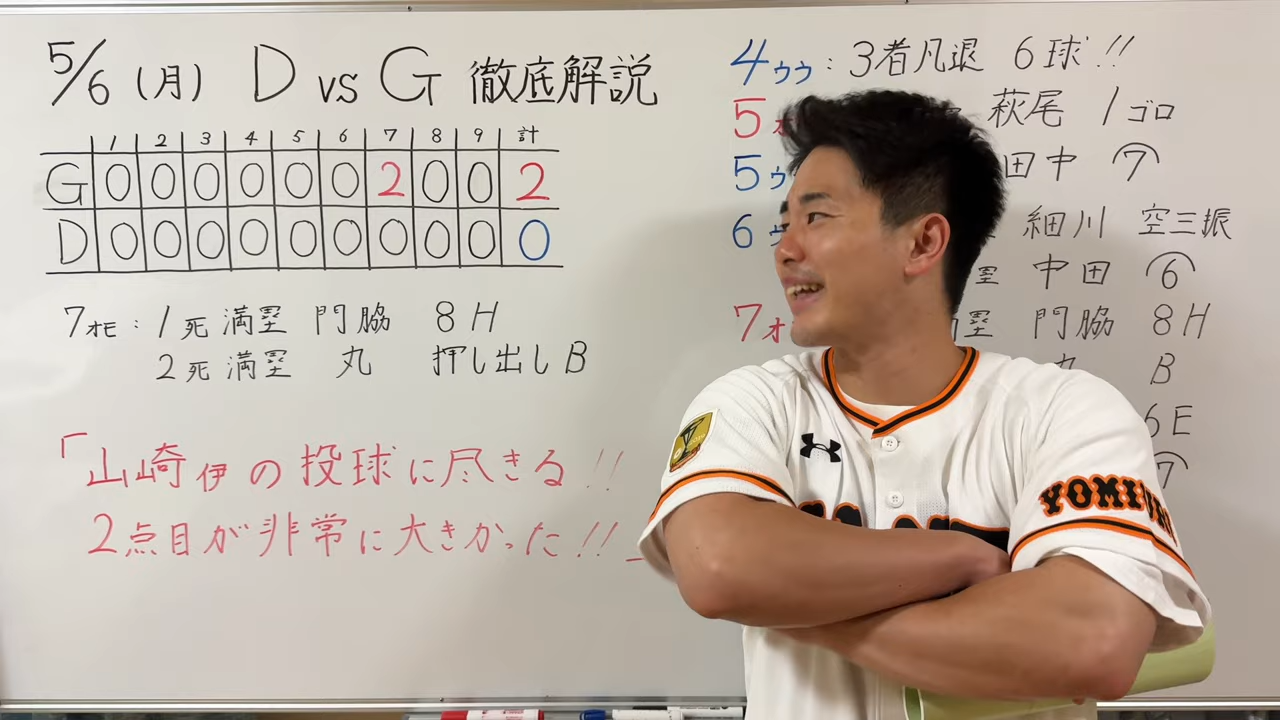 5/6(月) D vs G 徹底解説
1 2 3 4 5 6 7 8 9 計
G 0 0 0 0 0 0 2 0 0 2
D 0 0 0 0 0 0 0 0 0 0
7オモ:1死満塁 門脇 8H
2死満塁 丸 押し出しB
「山崎伊の投球に尽きる!!
2点目が非常に大きかった!!」
4ウラ:3者凡退 6球!!
5オ 萩尾 1ゴロ
5ウ 田中 7
6 細川 空三振
塁 中田 6
7オ 塁 門脇 8H
丸 B
6E
7
YOMIURI